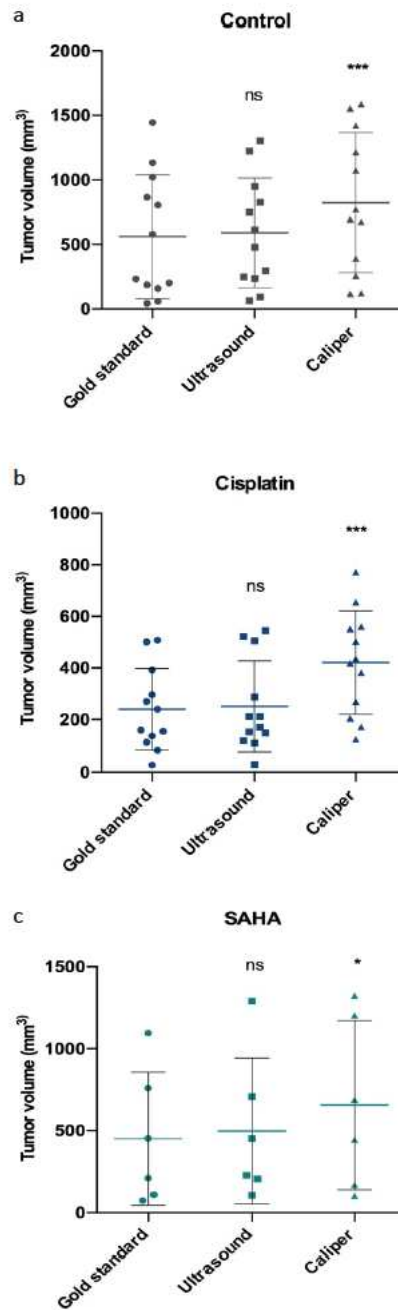 a
Control
2000
1500
1000
500
0
Tumor volume (mm³)
ns
***
Gold standard
Ultrasound
Caliper
b
Cisplatin
1000
800
600
400
200
0
Tumor volume (mm³)
ns
***
Gold standard
Ultrasound
Caliper
c
SAHA
1500
1000
500
0
Tumor volume (mm³)
ns
*
Gold standard
Ultrasound
Caliper